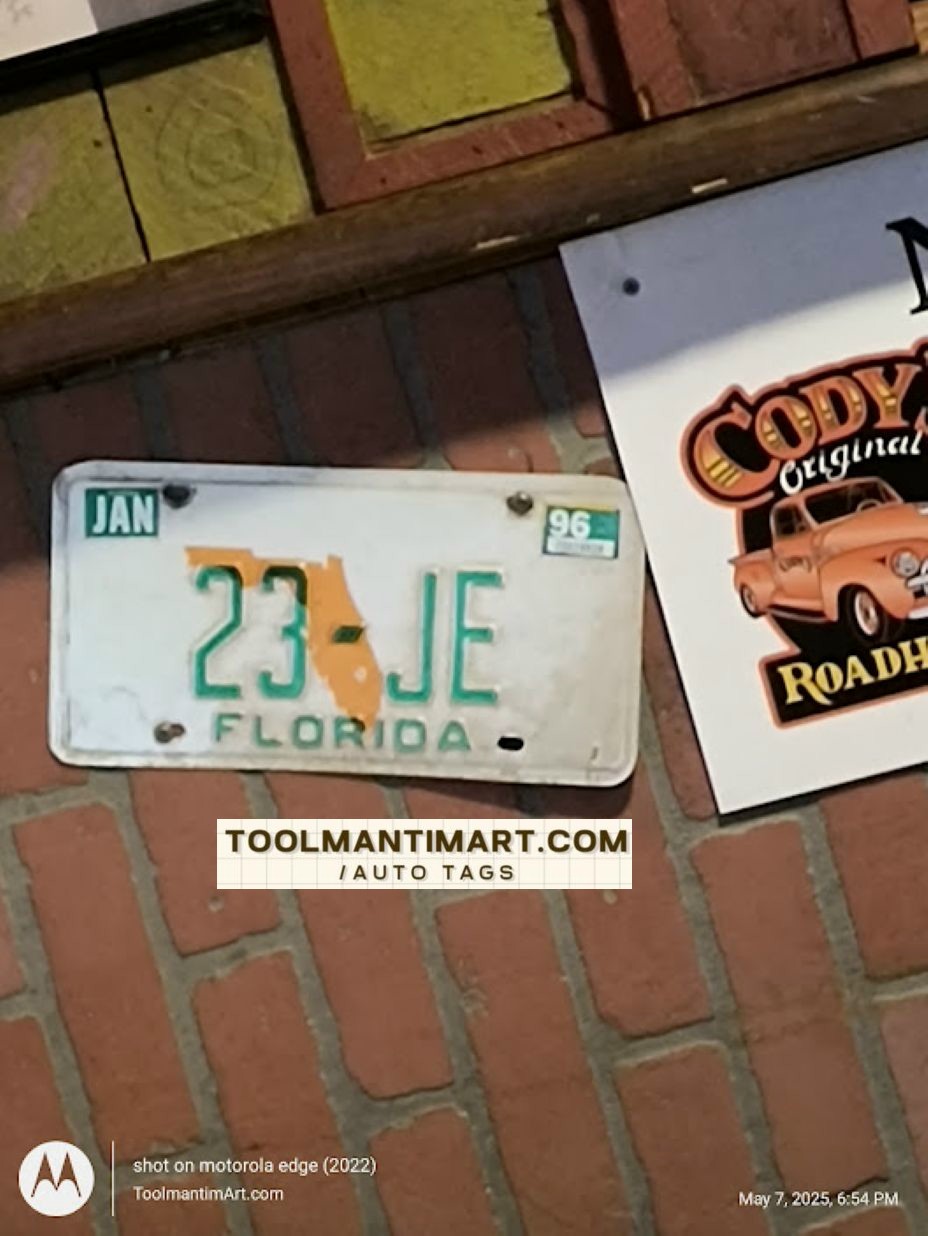 N
CODY'S
Original
ROADH
JAN
96
23-JE
FLORIDA
TOOLMANTIMART.COM
/AUTO TAGS
shot on motorola edge (2022)
ToolmantimArt.com
May 7, 2025, 6:54 PM